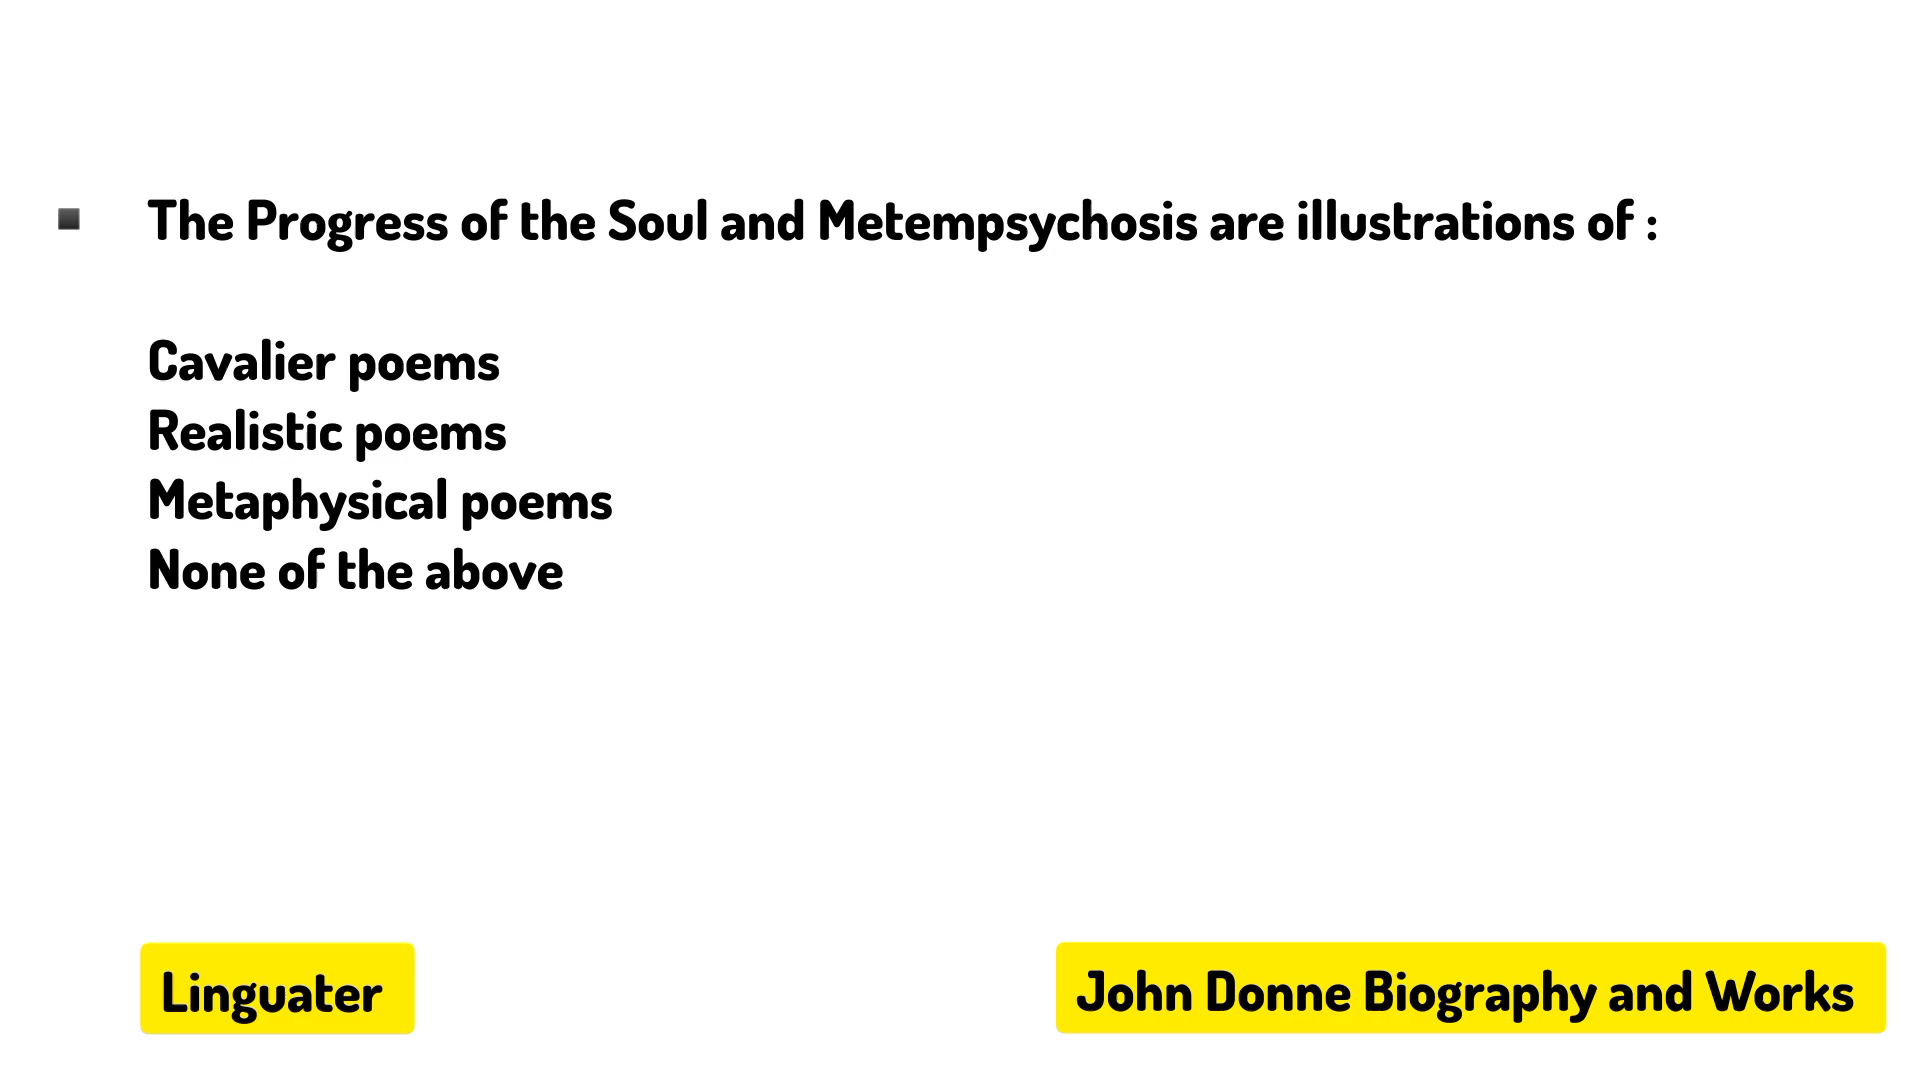 The Progress of the Soul and Metempsychosis are illustrations of :
Cavalier poems
Realistic poems
Metaphysical poems
None of the above
Linguater
John Donne Biography and Works